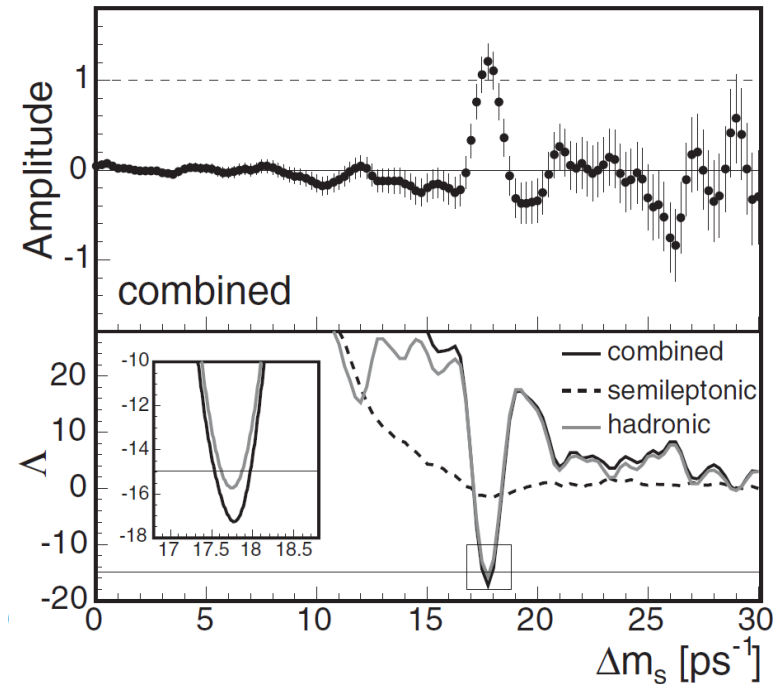 1
0
-1
Amplitude
combined
20
10
0
-10
-20
Λ
combined
semileptonic
hadronic
-10
-12
-14
-16
-18
17 17.5 18 18.5
0 5 10 15 20 25 30
Δmₛ [ps⁻¹]